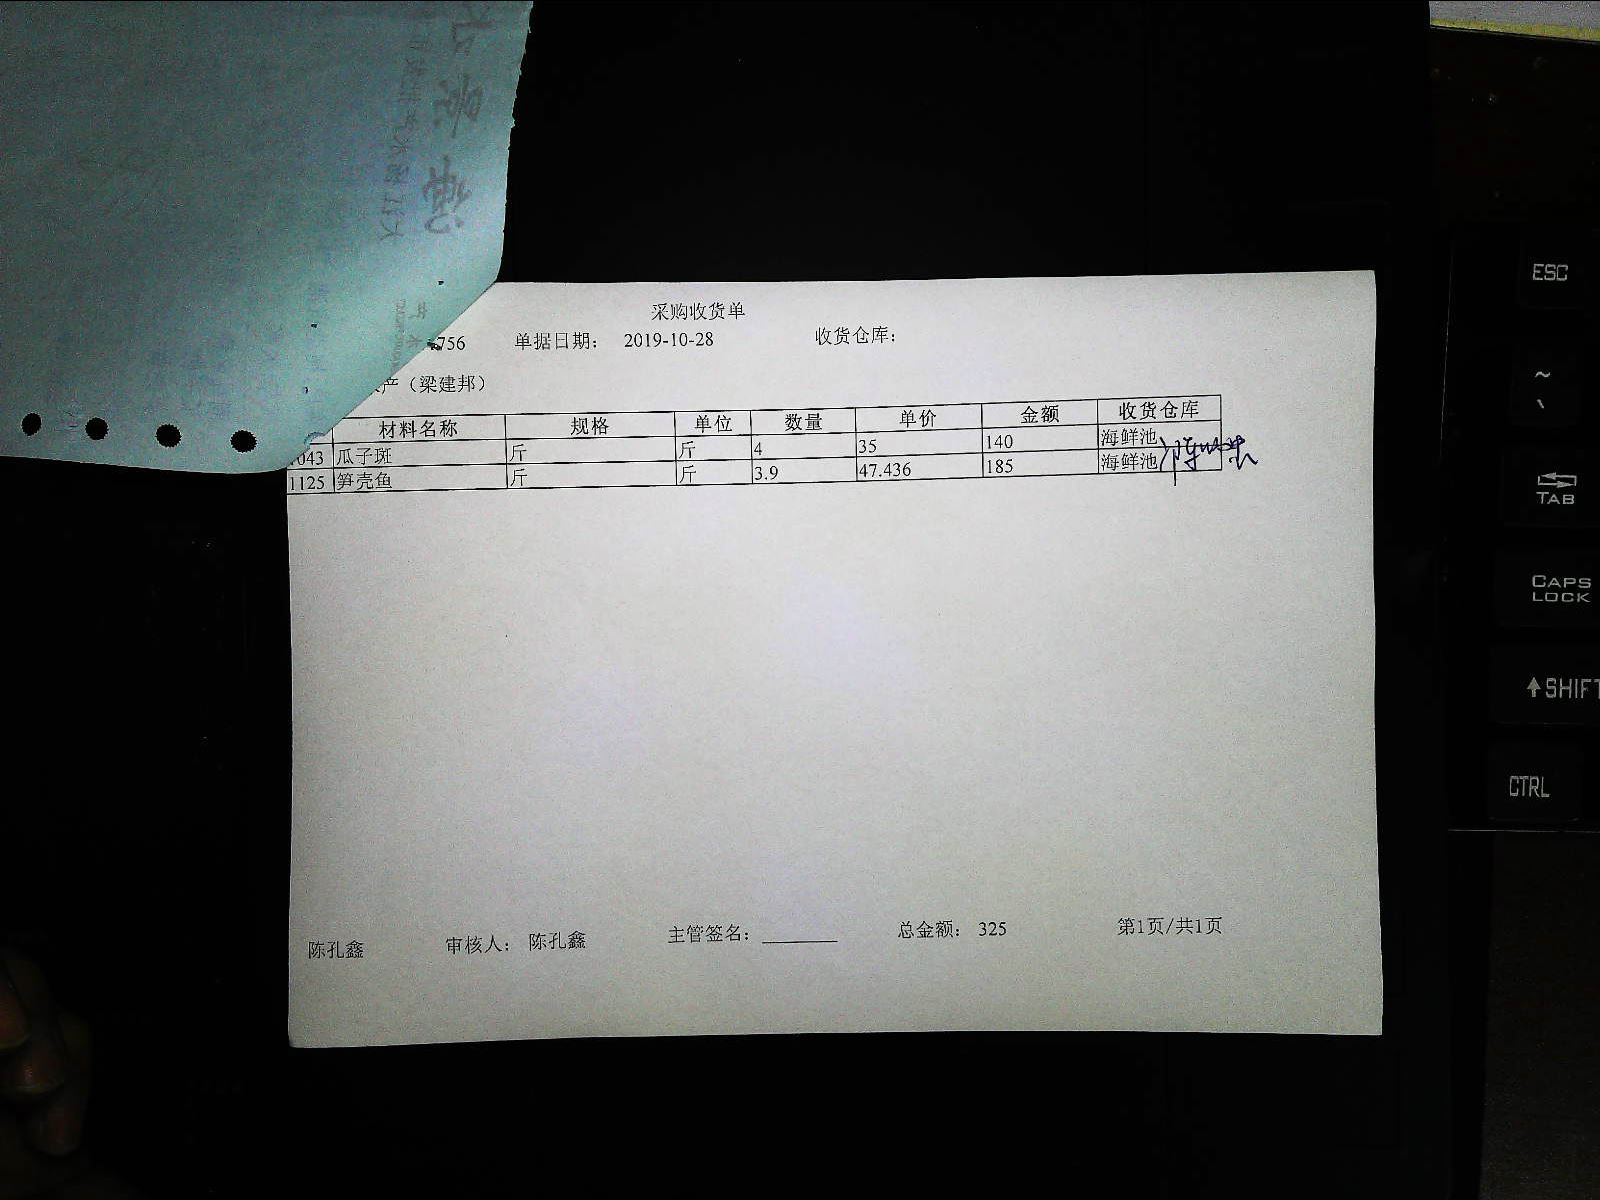 采购收货单
756 单据日期： 2019-10-28 收货仓库：
产（梁建邦）
材料名称 规格 单位 数量 单价 金额 收货仓库
043 瓜子斑 斤 斤 4 35 140 海鲜池
1125 笋壳鱼 斤 斤 3.9 47.436 185 海鲜池
陈孔鑫 审核人： 陈孔鑫 主管签名： 总金额： 325 第1页/共1页
ESC
~
TAB
CAPS
LOCK
SHIFT
CTRL